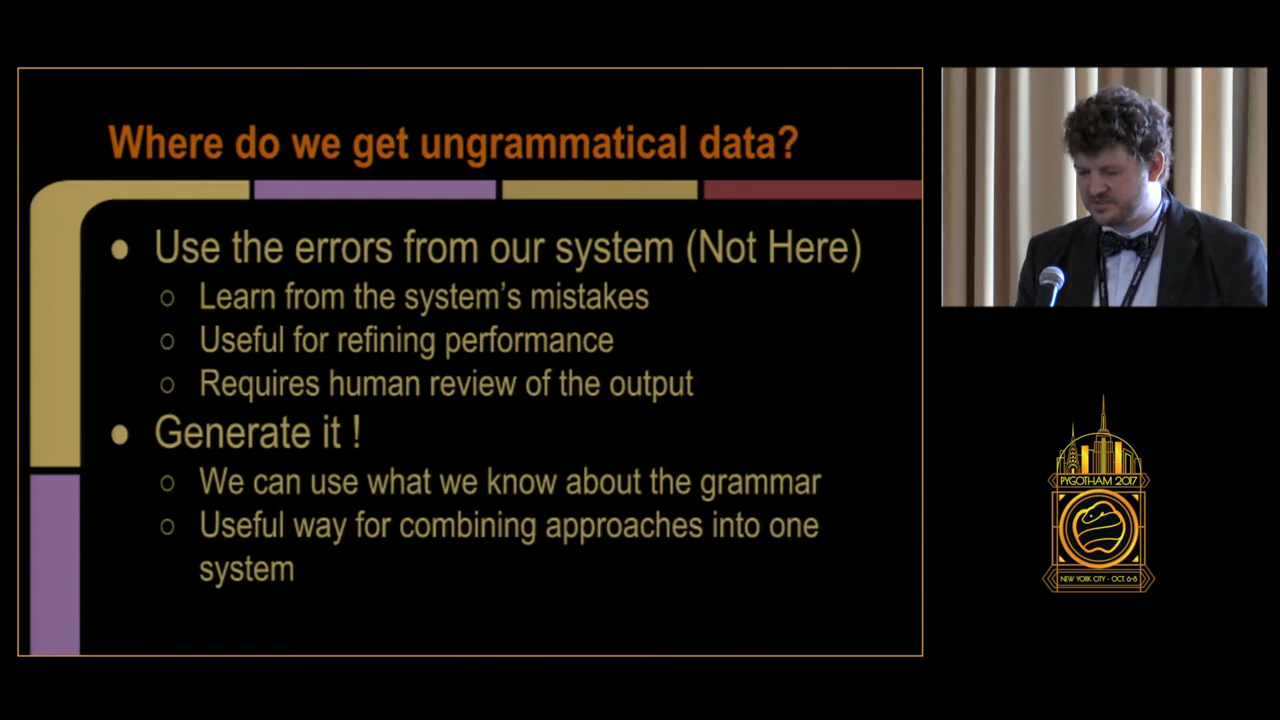 Where do we get ungrammatical data?
● Use the errors from our system (Not Here)
○ Learn from the system's mistakes
○ Useful for refining performance
○ Requires human review of the output
● Generate it !
○ We can use what we know about the grammar
○ Useful way for combining approaches into one
system
PYGOTHAM 2017
NEW YORK CITY • OCT. 6-8